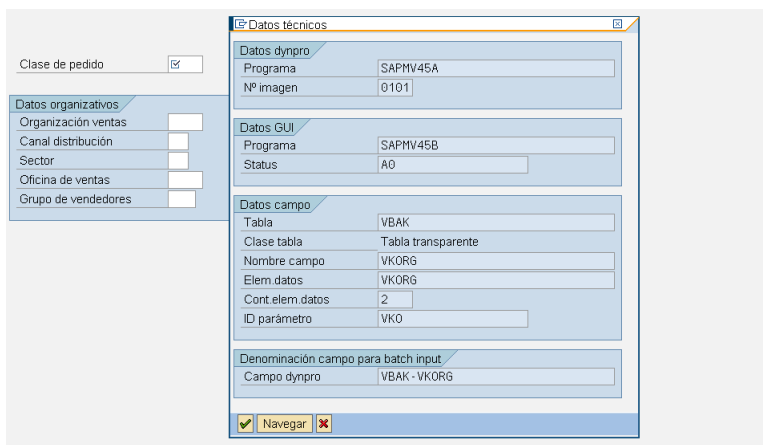 Datos técnicos
Clase de pedido
Datos organizativos
Organización ventas
Canal distribución
Sector
Oficina de ventas
Grupo de vendedores
Datos dynpro
Programa SAPMV45A
Nº imagen 0101
Datos GUI
Programa SAPMV45B
Status A0
Datos campo
Tabla VBAK
Clase tabla Tabla transparente
Nombre campo VKORG
Elem.datos VKORG
Cont.elem.datos 2
ID parámetro VKO
Denominación campo para batch input
Campo dynpro VBAK-VKORG
Navegar